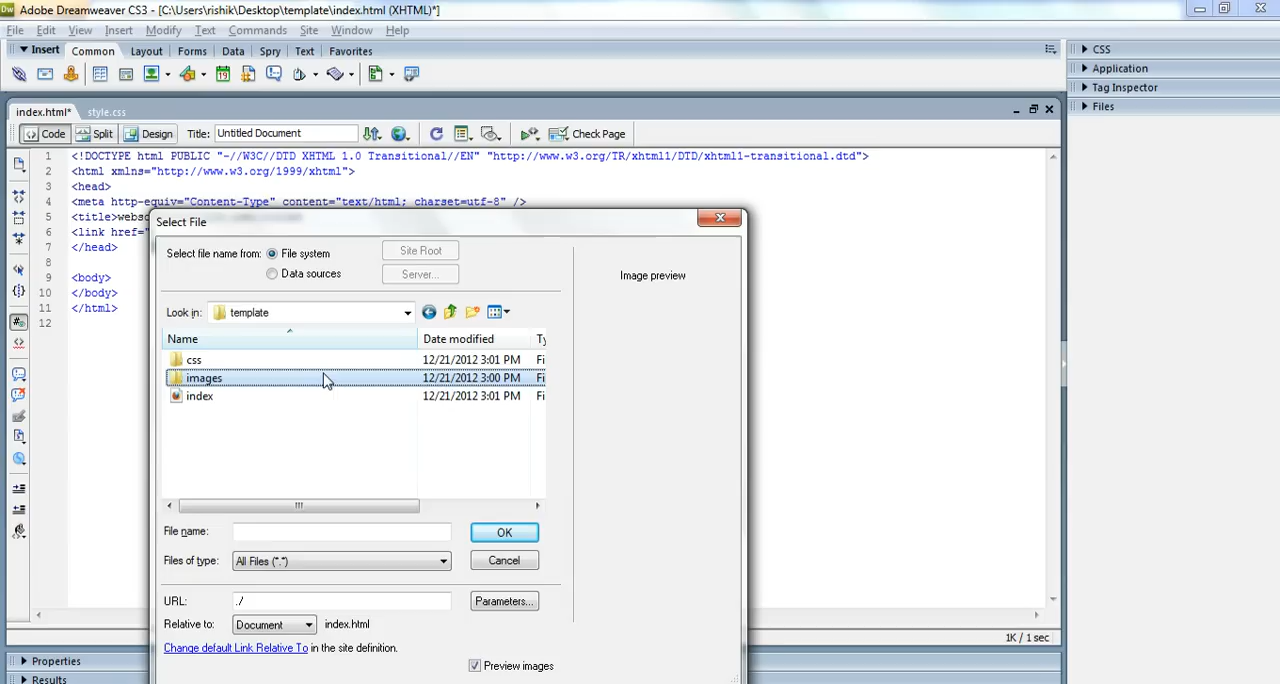 Adobe Dreamweaver CS3 - [C:\Users\rishik\Desktop\template\index.html (XHTML)*]
File Edit View Insert Modify Text Commands Site Window Help
Insert Common Layout Forms Data Spry Text Favorites
CSS
Application
Tag Inspector
Files
index.html* style.css
Code Split Design Title: Untitled Document Check Page
1 <!DOCTYPE html PUBLIC "-//W3C//DTD XHTML 1.0 Transitional//EN" "http://www.w3.org/TR/xhtml1/DTD/xhtml1-transitional.dtd">
2 <html xmlns="http://www.w3.org/1999/xhtml">
3 <head>
4 <meta http-equiv="Content-Type" content="text/html; charset=utf-8" />
5 <title>
6 <link href="
7 </head>
8
9 <body>
10 </body>
11 </html>
12
Select File
Select file name from: File system Site Root
Data sources Server...
Image preview
Look in: template
Name Date modified Ty
css 12/21/2012 3:01 PM Fi
images 12/21/2012 3:00 PM Fi
index 12/21/2012 3:01 PM Fi
File name: OK
Files of type: All Files (*.*) Cancel
URL: ./ Parameters...
Relative to: Document index.html
Change default Link Relative To in the site definition.
Preview images
1K / 1 sec
Properties
Results